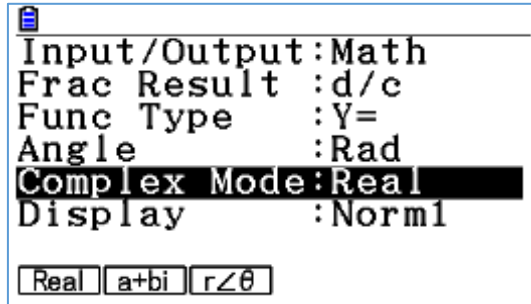 Input/Output:Math
Frac Result :d/c
Func Type :Y=
Angle :Rad
Complex Mode:Real
Display :Norm1
Real a+bi r∠θ